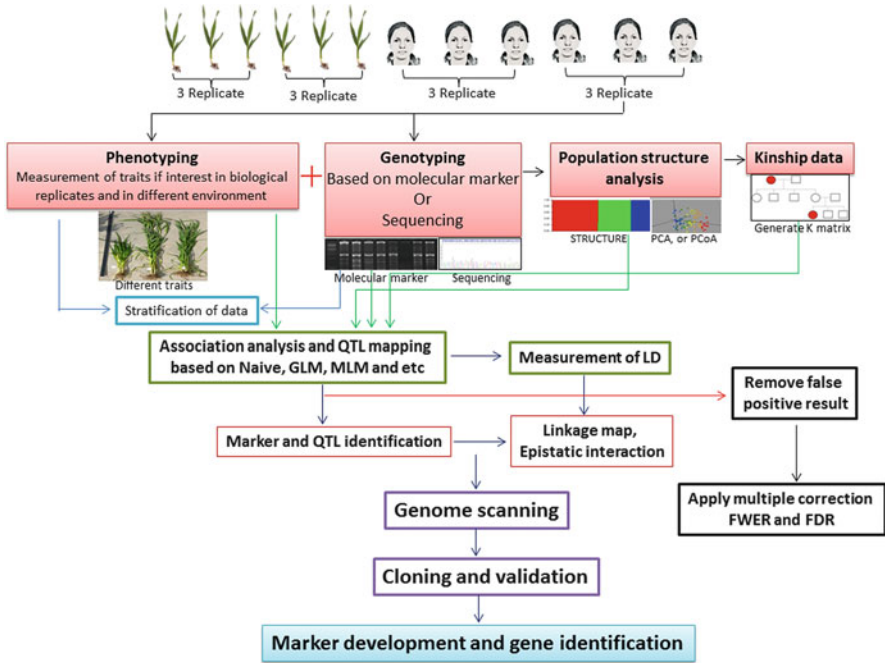 3 Replicate
3 Replicate
3 Replicate
3 Replicate
Phenotyping
Measurement of traits if interest in biological
replicates and in different environment
+
Genotyping
Based on molecular marker
Or
Sequencing
Population structure
analysis
Kinship data
STRUCTURE
PCA, or PCoA
Generate K matrix
Different traits
Molecular marker
Sequencing
Stratification of data
Association analysis and QTL mapping
based on Naive, GLM, MLM and etc
Measurement of LD
Remove false
positive result
Marker and QTL identification
Linkage map,
Epistatic interaction
Apply multiple correction
FWER and FDR
Genome scanning
Cloning and validation
Marker development and gene identification